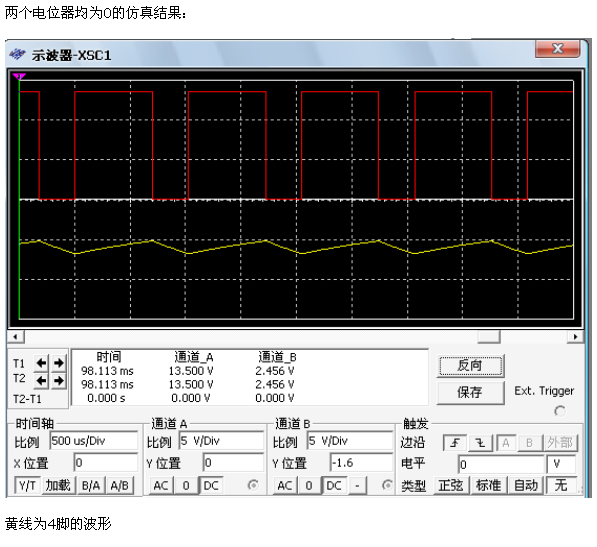 两个电位器均为0的仿真结果：
示波器-XSC1
时间 通道_A 通道_B
T1 98.113 ms 13.500 V 2.456 V
T2 98.113 ms 13.500 V 2.456 V
T2-T1 0.000 s 0.000 V 0.000 V
反向
保存
Ext. Trigger
时间轴 通道 A 通道 B 触发
比例 500 us/Div 比例 5 V/Div 比例 5 V/Div 边沿 A B 外部
X 位置 0 Y 位置 0 Y 位置 -1.6 电平 0 V
Y/T 加载 B/A A/B AC 0 DC AC 0 DC - 类型 正弦 标准 自动 无
黄线为4脚的波形